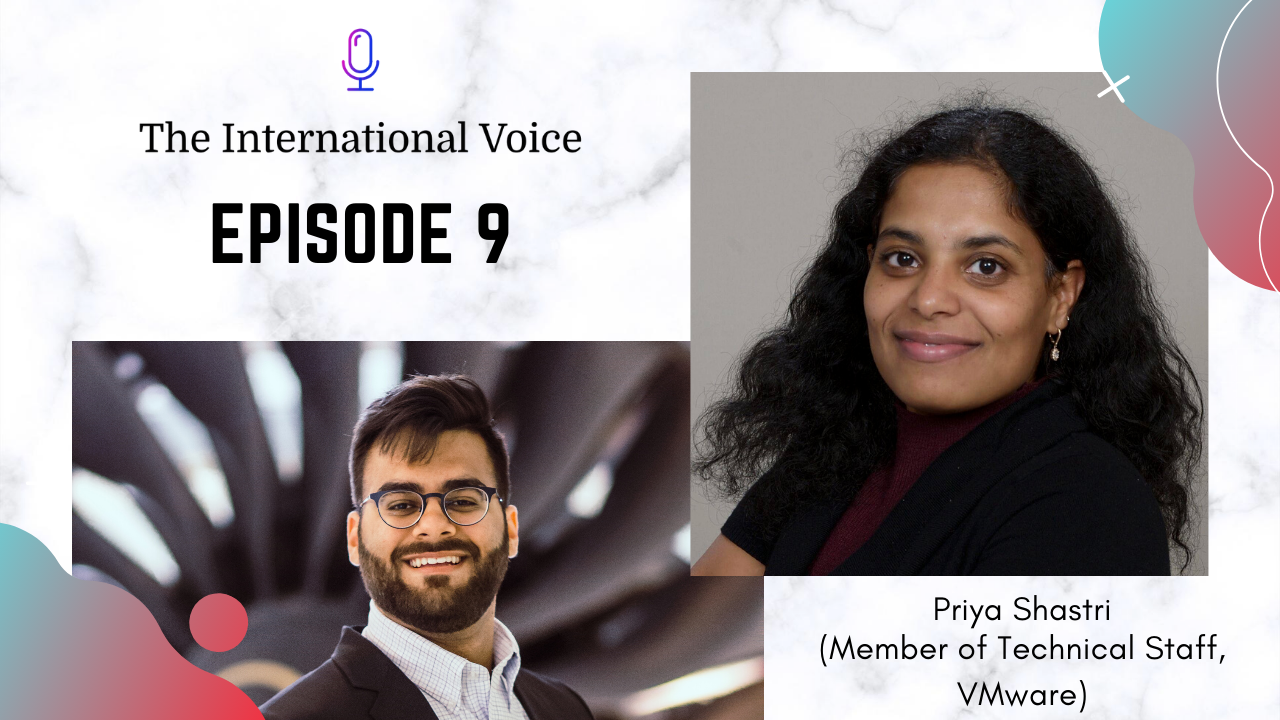 The International Voice
EPISODE 9
Priya Shastri
(Member of Technical Staff,
VMware)